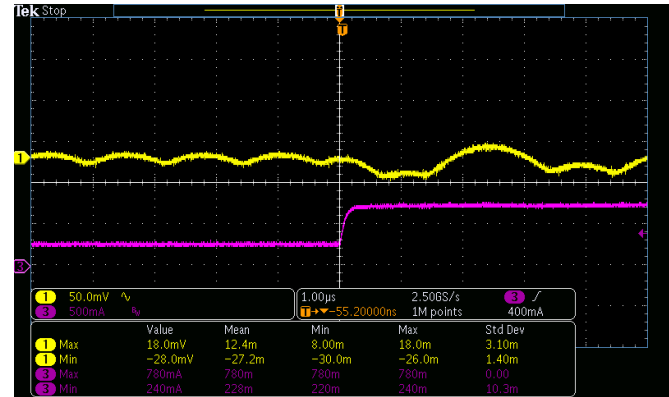 Tek Stop
T
T
1
3
1 50.0mV
3 500mA
1.00µs 2.50GS/s 3
T→▼−55.20000ns 1M points 400mA
Value Mean Min Max Std Dev
1 Max 18.0mV 12.4m 8.00m 18.0m 3.10m
1 Min −28.0mV −27.2m −30.0m −26.0m 1.40m
3 Max 780mA 780m 780m 780m 0.00
3 Min 240mA 228m 220m 240m 10.3m